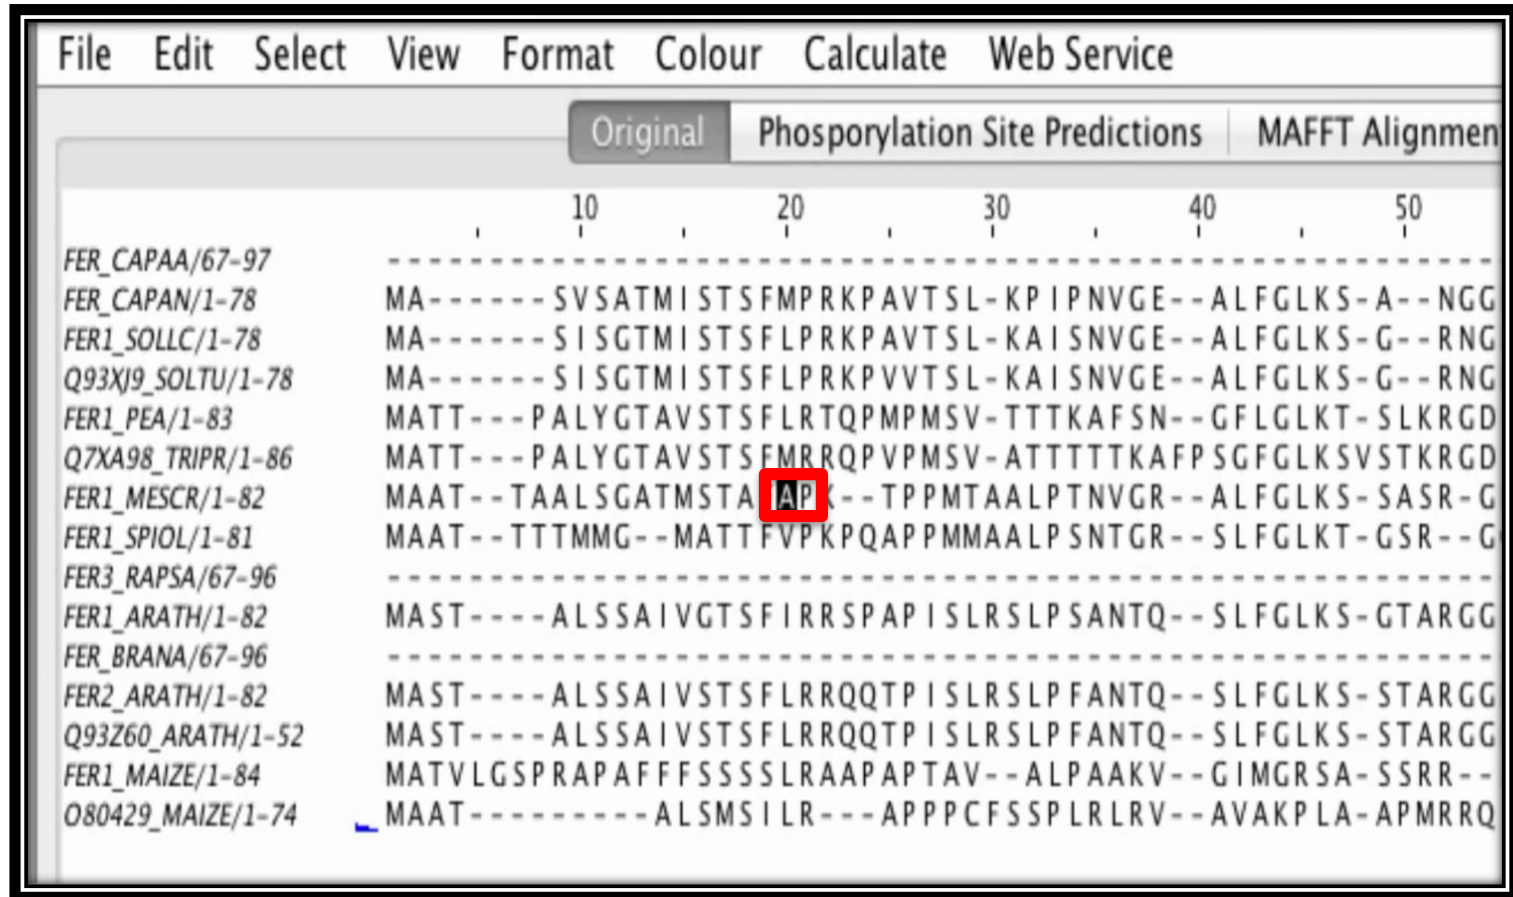 File Edit Select View Format Colour Calculate Web Service
Original Phosporylation Site Predictions MAFFT Alignmen
10 20 30 40 50
FER_CAPAA/67-97 ------------------------------------------------------
FER_CAPAN/1-78 MA------SVSATMISTSFMPRKPAVTSL-KPIPNVGE--ALFGLKS-A--NGG
FER1_SOLLC/1-78 MA------SISGTMISTSFLPRKPAVTSL-KAISNVGE--ALFGLKS-G--RNG
Q93XJ9_SOLTU/1-78 MA------SISGTMISTSFLPRKPVVTSL-KAISNVGE--ALFGLKS-G--RNG
FER1_PEA/1-83 MATT---PALYGTAVSTSFLRTQPMPMSV-TTTKAFSN--GFLGLKT-SLKRGD
Q7XA98_TRIPR/1-86 MATT---PALYGTAVSTSFMRRQPVPMSV-ATTTTTKAFPSGFGLKSVSTKRGD
FER1_MESCR/1-82 MAAT--TAALSGATMSTA APK--TPPMTAALPTNVGR--ALFGLKS-SASR-G
FER1_SPIOL/1-81 MAAT--TTTMMG--MATTFVPKPQAPPMMAALPSNTGR--SLFGLKT-GSR--G
FER3_RAPSA/67-96 ------------------------------------------------------
FER1_ARATH/1-82 MAST----ALSSAIVGTSFIRRSPAPISLRSLPSANTQ--SLFGLKS-GTARGG
FER_BRANA/67-96 ------------------------------------------------------
FER2_ARATH/1-82 MAST----ALSSAIVSTSFLRRQQTPISLRSLPFANTQ--SLFGLKS-STARGG
Q93Z60_ARATH/1-52 MAST----ALSSAIVSTSFLRRQQTPISLRSLPFANTQ--SLFGLKS-STARGG
FER1_MAIZE/1-84 MATVLGSPRAPAFFFSSSSLRAAPAPTAV--ALPAAKV--GIMGRSA-SSRR--
O80429_MAIZE/1-74 MAAT---------ALSMSILR---APPPCFSSPLRLRV--AVAKPLA-APMRRQ